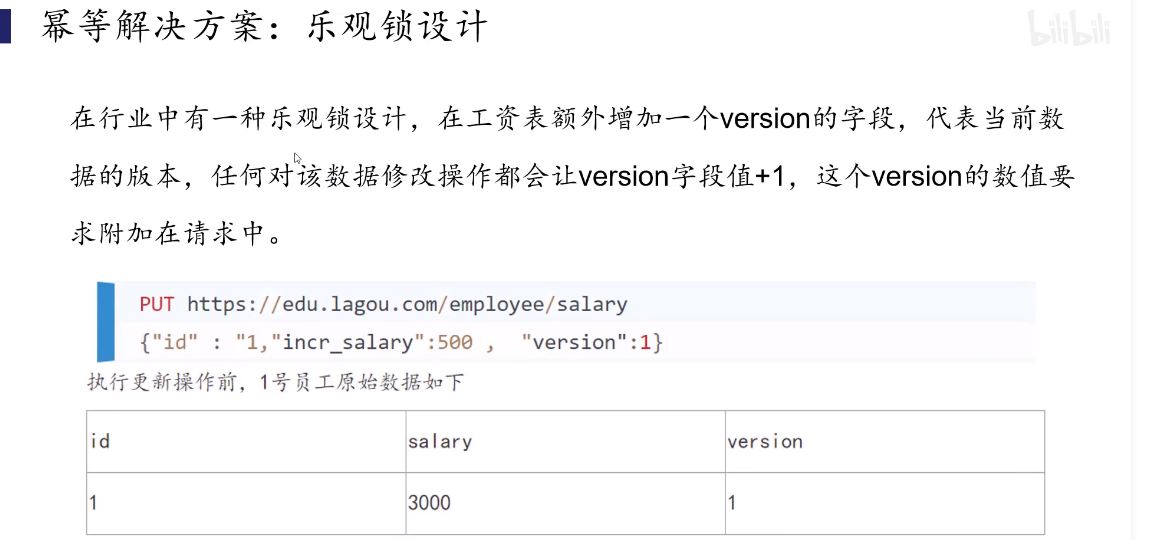 幂等解决方案：乐观锁设计
bilibili
在行业中有一种乐观锁设计，在工资表额外增加一个version的字段，代表当前数
据的版本，任何对该数据修改操作都会让version字段值+1，这个version的数值要
求附加在请求中。
PUT https://edu.lagou.com/employee/salary
{"id" : "1,"incr_salary":500 , "version":1}
执行更新操作前，1号员工原始数据如下
id salary version
1 3000 1